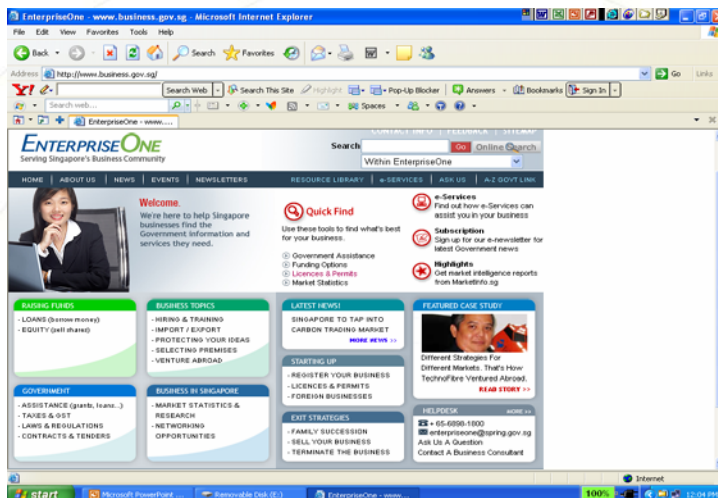 EnterpriseOne - www.business.gov.sg - Microsoft Internet Explorer
File Edit View Favorites Tools Help
Back Search Favorites
Address http://www.business.gov.sg/ Go Links
Search Web Search This Site Highlight Pop-Up Blocker Answers Bookmarks Sign In
Search web... Spaces
EnterpriseOne - www....
CONTACT INFO | FEEDBACK | SITEMAP
ENTERPRISEONE
Serving Singapore's Business Community
Search Go Online Search
Within EnterpriseOne
HOME | ABOUT US | NEWS | EVENTS | NEWSLETTERS RESOURCE LIBRARY | e-SERVICES | ASK US | A-Z GOVT LINK
Welcome.
We're here to help Singapore
businesses find the
Government information and
services they need.
Quick Find
Use these tools to find what's best
for your business.
Government Assistance
Funding Options
Licences & Permits
Market Statistics
e-Services
Find out how e-Services can
assist you in your business
Subscription
Sign up for our e-newsletter for
latest Government news
Highlights
Get market intelligence reports
from MarketInfo.sg
RAISING FUNDS
- LOANS (borrow money)
- EQUITY (sell shares)
BUSINESS TOPICS
- HIRING & TRAINING
- IMPORT / EXPORT
- PROTECTING YOUR IDEAS
- SELECTING PREMISES
- VENTURE ABROAD
LATEST NEWS!
SINGAPORE TO TAP INTO
CARBON TRADING MARKET
MORE NEWS >>
FEATURED CASE STUDY
Different Strategies For
Different Markets. That's How
TechnoFibre Ventured Abroad.
READ STORY >>
STARTING UP
- REGISTER YOUR BUSINESS
- LICENCES & PERMITS
- FOREIGN BUSINESSES
GOVERNMENT
- ASSISTANCE (grants, loans...)
- TAXES & GST
- LAWS & REGULATIONS
- CONTRACTS & TENDERS
BUSINESS IN SINGAPORE
- MARKET STATISTICS &
RESEARCH
- NETWORKING
OPPORTUNITIES
EXIT STRATEGIES
- FAMILY SUCCESSION
- SELL YOUR BUSINESS
- TERMINATE THE BUSINESS
HELPDESK MORE >>
+ 65-6898-1800
enterpriseone@spring.gov.sg
Ask Us A Question
Contact A Business Consultant
Internet
start Microsoft PowerPoint ... Removable Disk (E:) EnterpriseOne - www.... 100% 12:04 PM